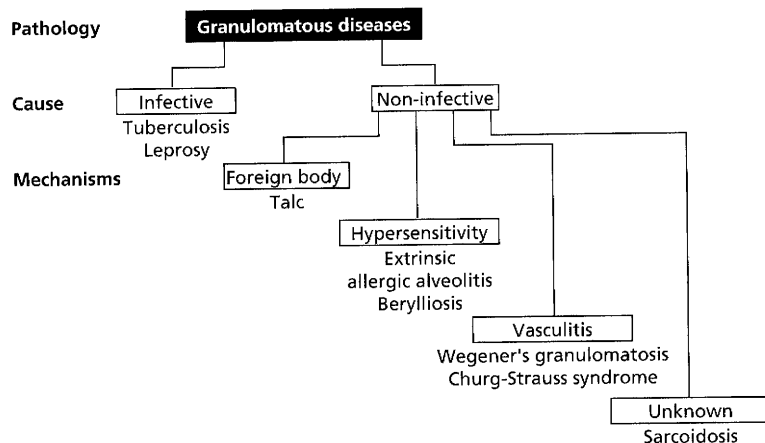 Pathology Granulomatous diseases
Cause Infective Non-infective
Tuberculosis
Leprosy
Mechanisms Foreign body
Talc
Hypersensitivity
Extrinsic
allergic alveolitis
Berylliosis
Vasculitis
Wegener's granulomatosis
Churg-Strauss syndrome
Unknown
Sarcoidosis